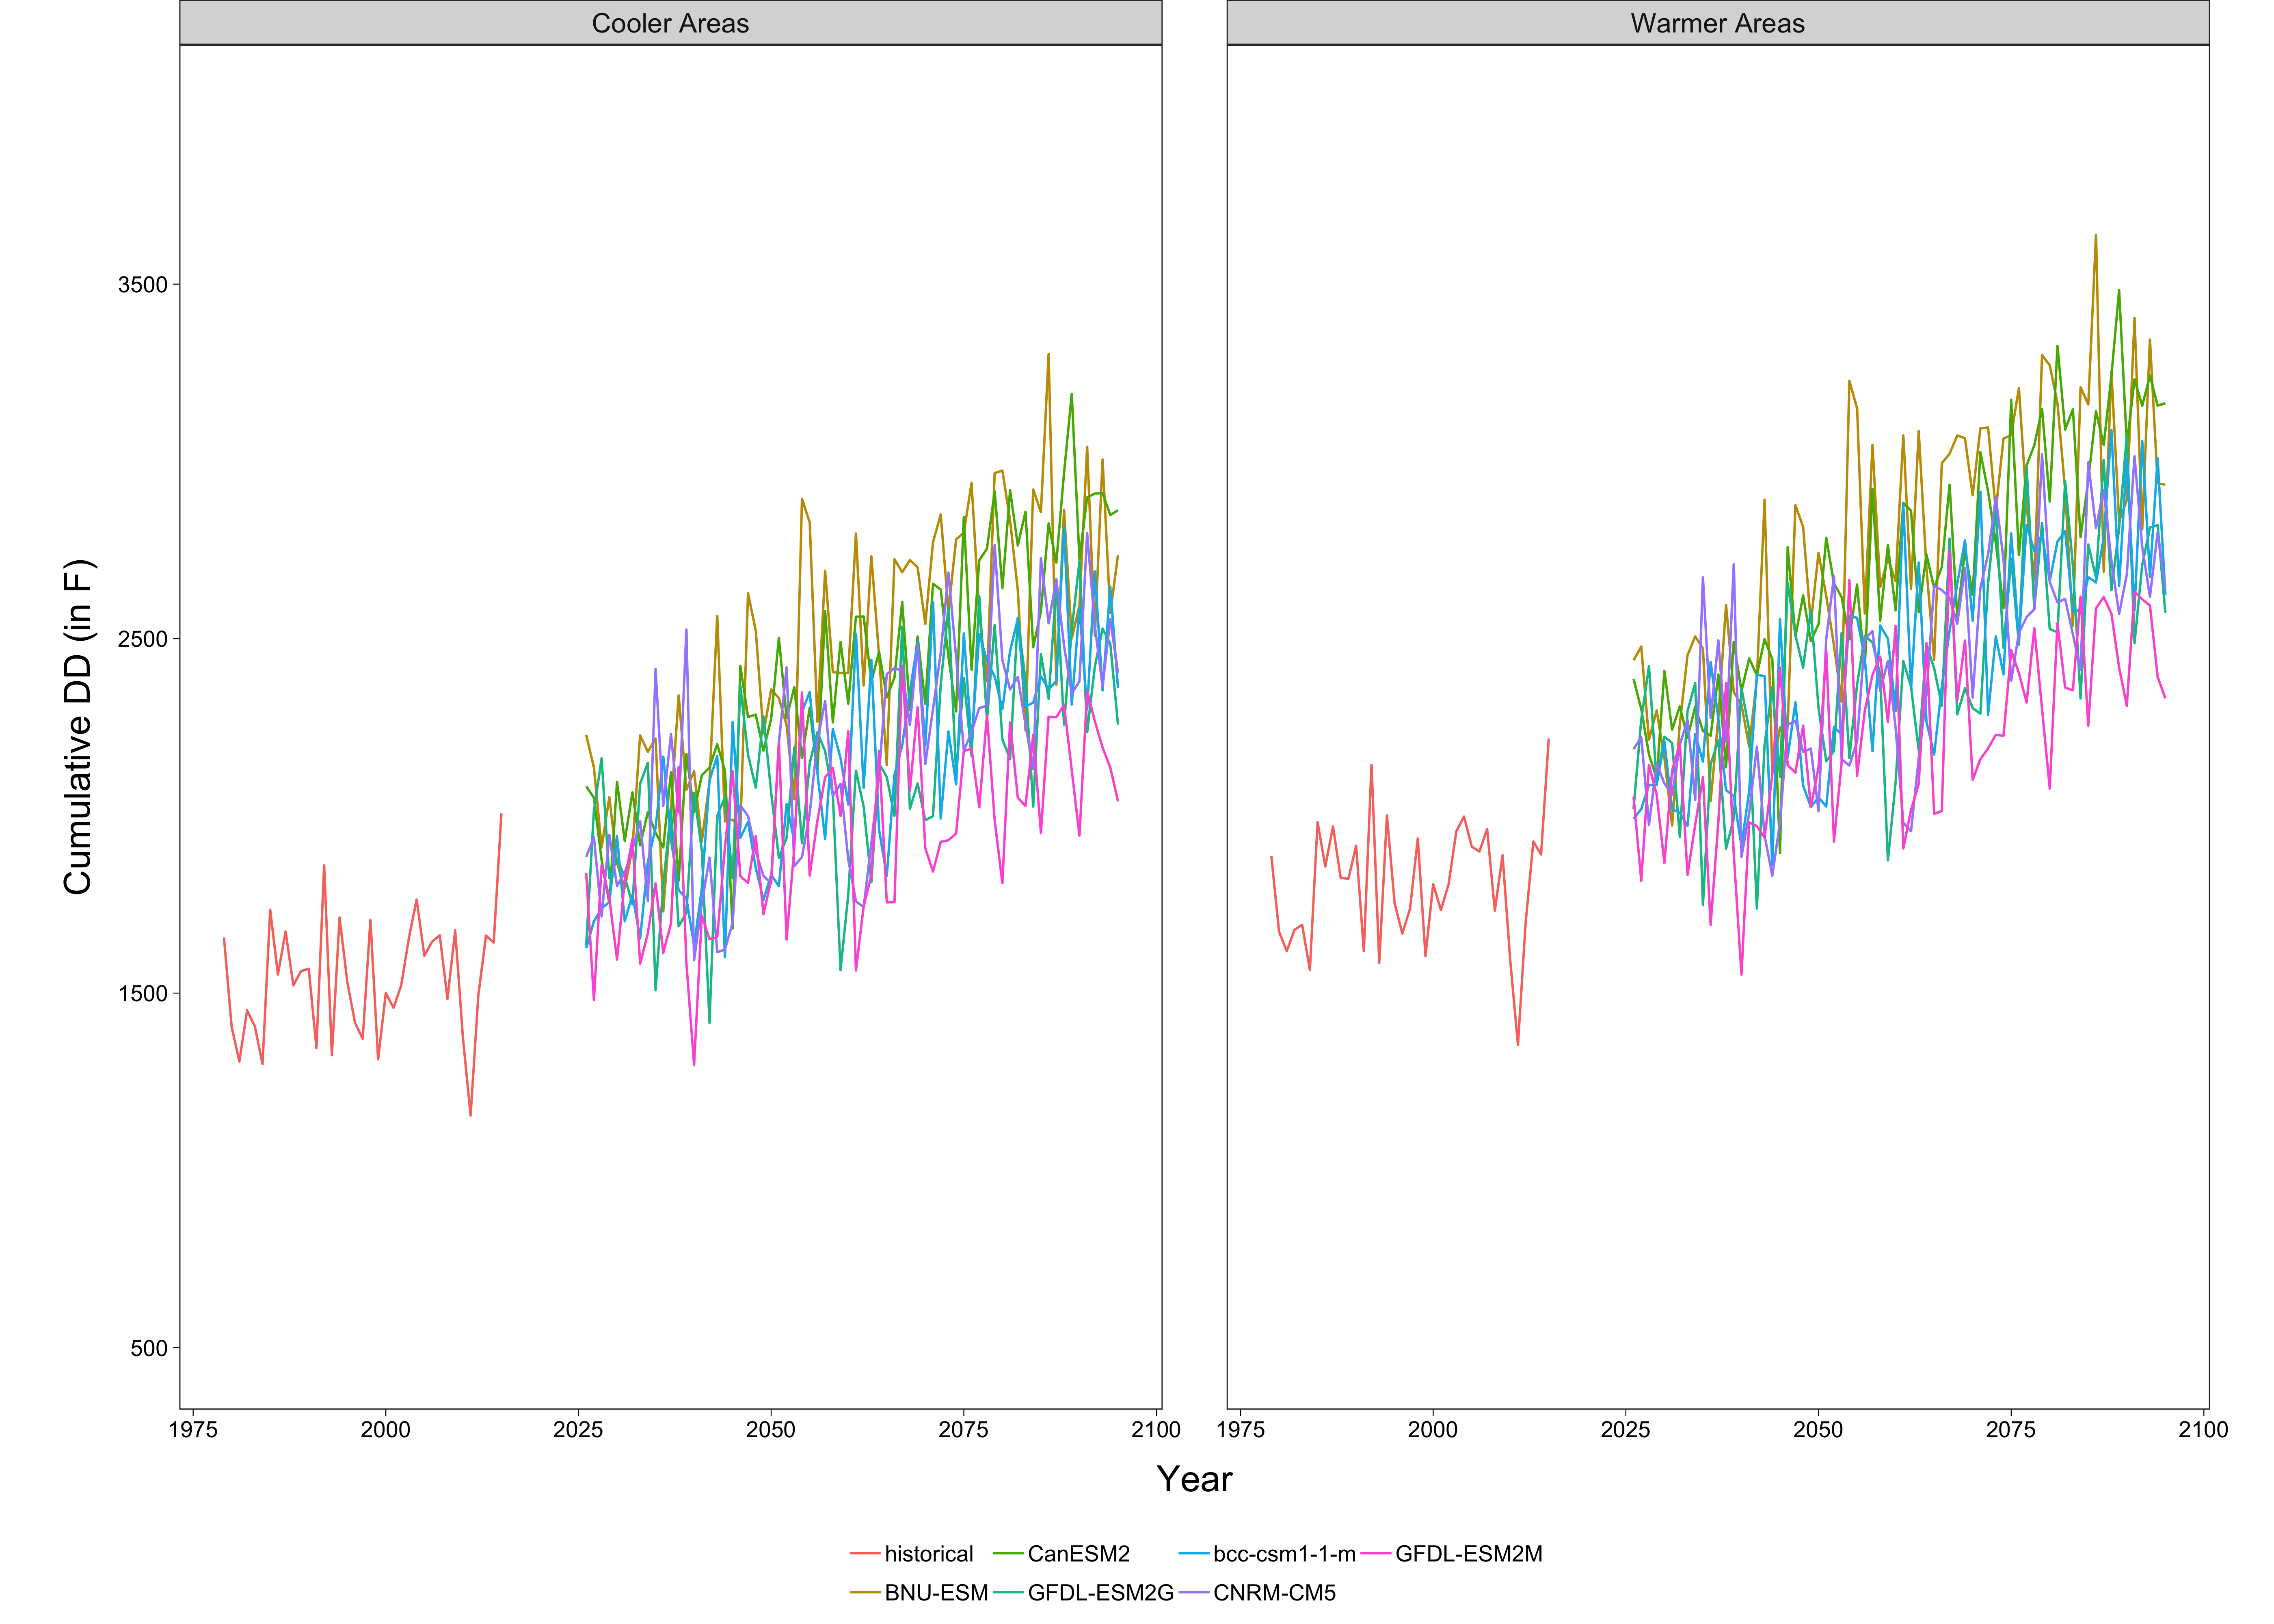 Cooler Areas Warmer Areas
Cumulative DD (in F)
3500
2500
1500
500
1975 2000 2025 2050 2075 2100 1975 2000 2025 2050 2075 2100
Year
historical CanESM2 bcc-csm1-1-m GFDL-ESM2M
BNU-ESM GFDL-ESM2G CNRM-CM5